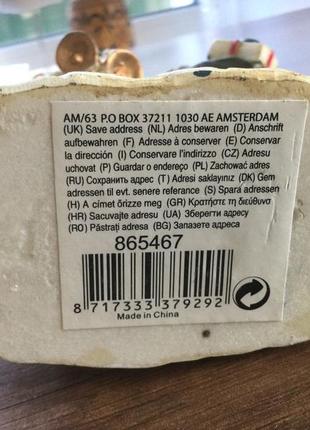 AM/63 P.O BOX 37211 1030 AE AMSTERDAM
(UK) Save address (NL) Adres bewaren (D) Anschrift
aufbewahren (F) Adresse à conserver (E) Conservar
la dirección (I) Conservare l'indirizzo (CZ) Adresu
uchovat (P) Guardar o endereço (PL) Zachować adres
(RU) Сохранить адрес (T) Adresi saklayınız (DK) Gem
adressen til evt. senere referance (S) Spara adressen
(H) A címet őrizze meg (GR) Κρατήστε τη διεύθυνση
(HR) Sacuvajte adresu (UA) Зберегти адресу
(RO) Păstrați adresa (BG) Запазете адреса
865467
8 717333 379292
Made in China